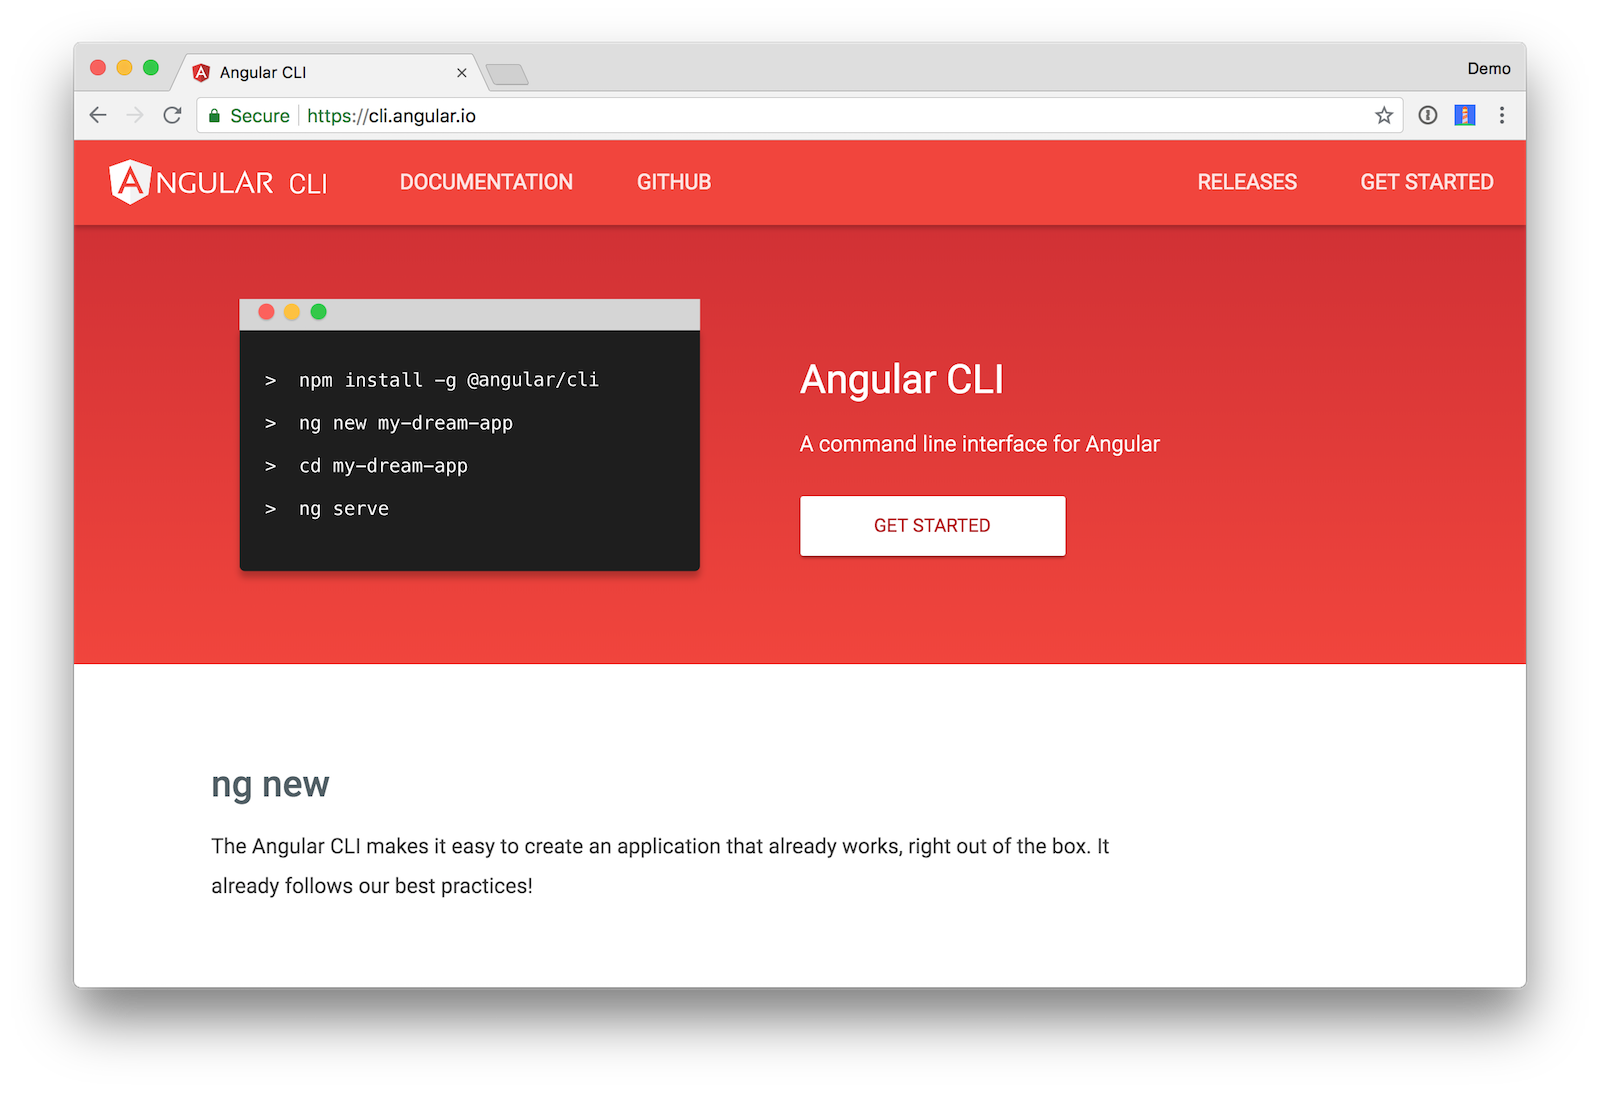 Angular CLI
Demo
Secure https://cli.angular.io
ANGULAR CLI DOCUMENTATION GITHUB RELEASES GET STARTED
> npm install -g @angular/cli
> ng new my-dream-app
> cd my-dream-app
> ng serve
Angular CLI
A command line interface for Angular
GET STARTED
ng new
The Angular CLI makes it easy to create an application that already works, right out of the box. It
already follows our best practices!